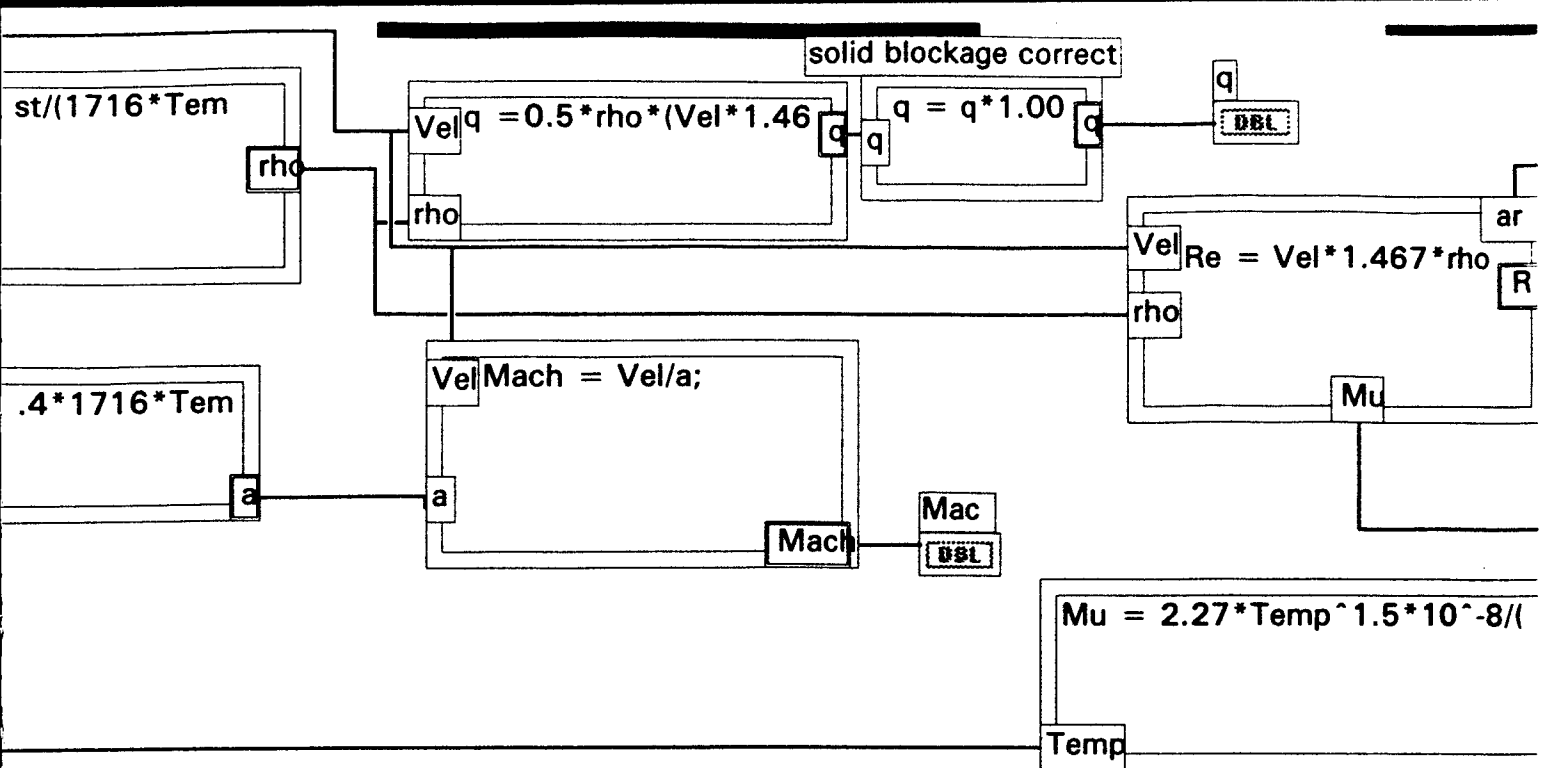 solid blockage correct
st/(1716*Tem
rho
Vel
q =0.5*rho*(Vel*1.46
q
rho
q
q = q*1.00
q
q
DBL
ar
Vel
Re = Vel*1.467*rho
R
rho
Mu
.4*1716*Tem
a
Vel
Mach = Vel/a;
a
Mach
Mac
DBL
Mu = 2.27*Temp^1.5*10^-8/(
Temp